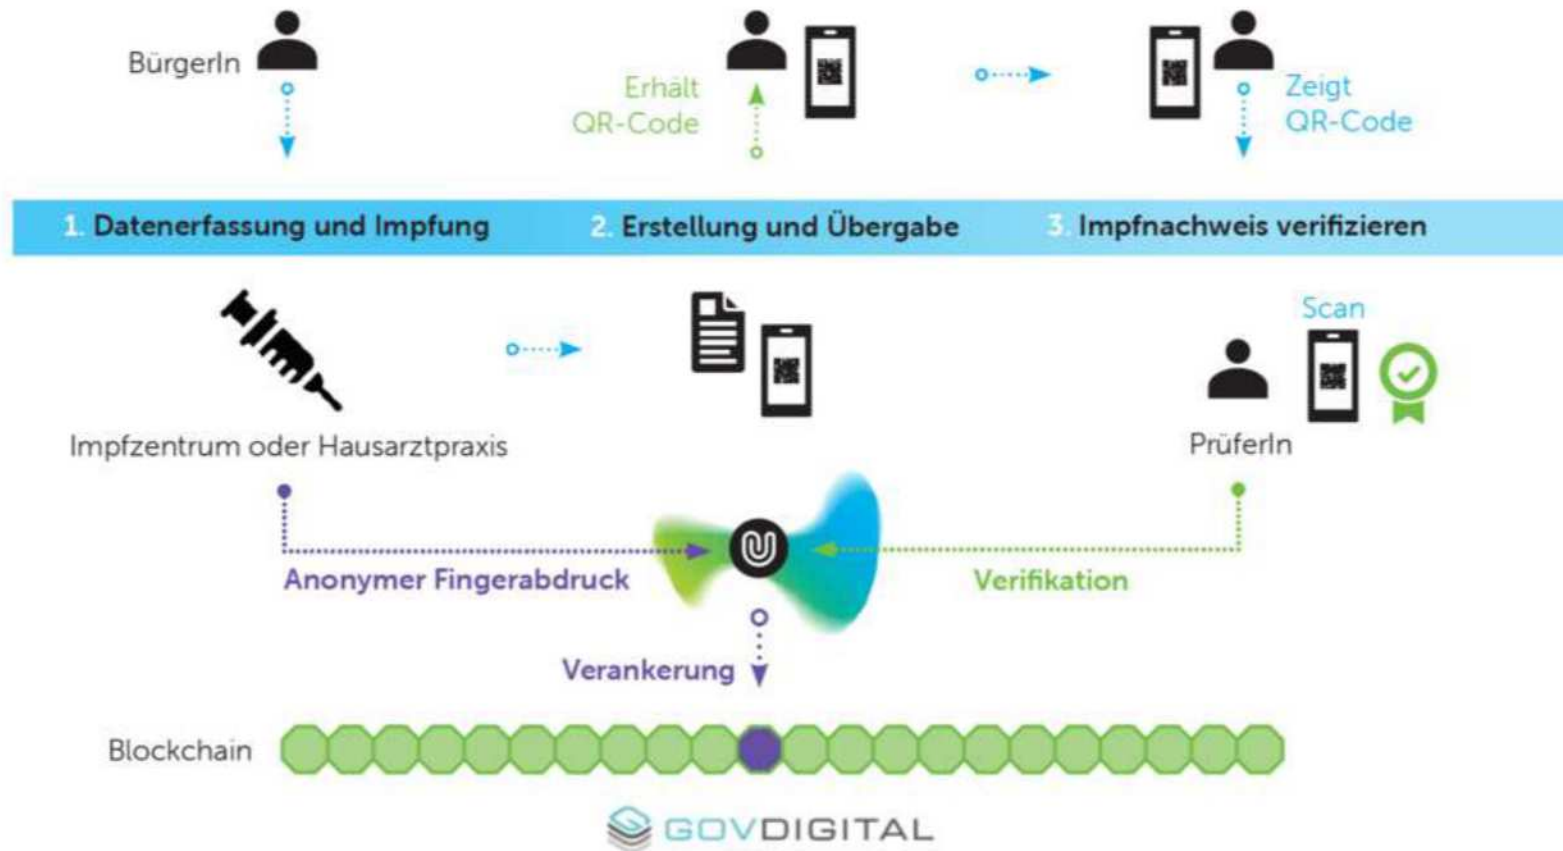 BürgerIn
Erhält
QR-Code
Zeigt
QR-Code
1. Datenerfassung und Impfung
2. Erstellung und Übergabe
3. Impfnachweis verifizieren
Scan
Impfzentrum oder Hausarztpraxis
PrüferIn
Anonymer Fingerabdruck
Verifikation
Verankerung
Blockchain
GOVDIGITAL